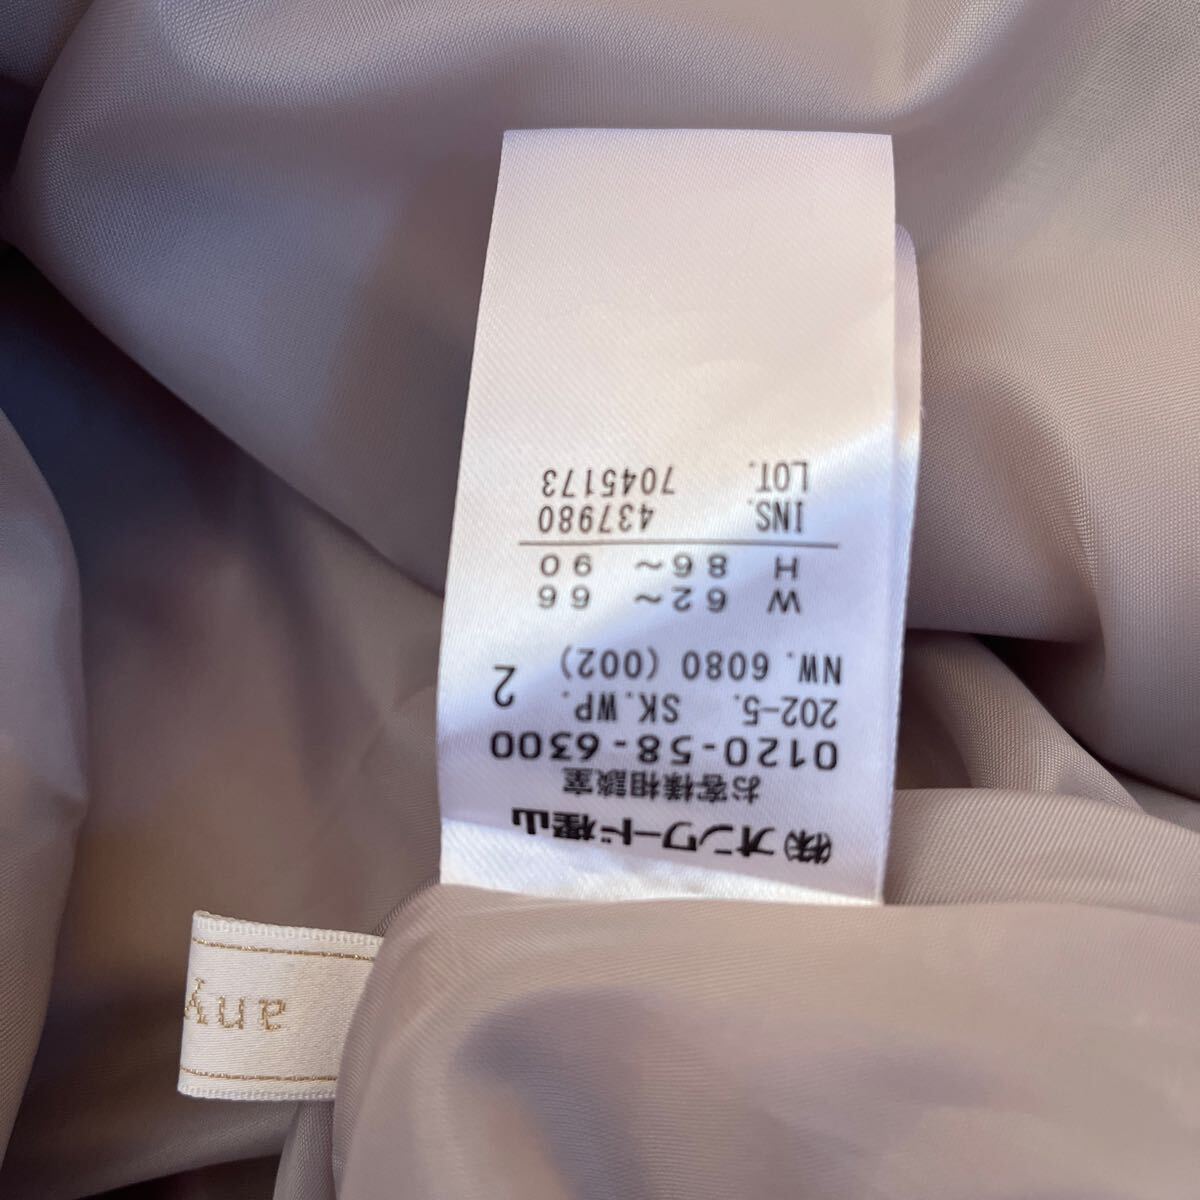 ㈱オンワード樫山
お客様相談室
0120-58-6300
202-5. SK.WP.
NW. 6080 (002) 2
W 62～ 66
H 86～ 90
INS. 437980
LOT. 7045173
any